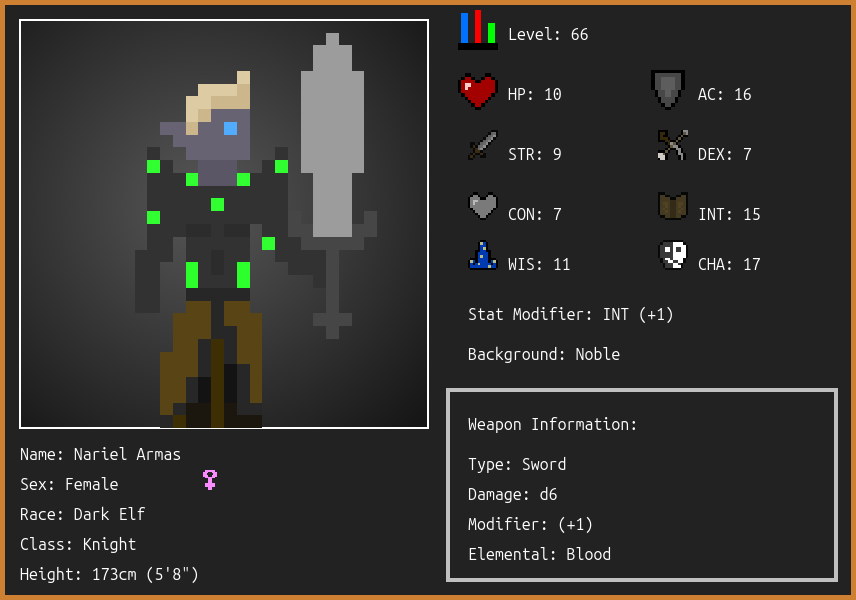 Level: 66
HP: 10
AC: 16
STR: 9
DEX: 7
CON: 7
INT: 15
WIS: 11
CHA: 17
Stat Modifier: INT (+1)
Background: Noble
Weapon Information:
Type: Sword
Damage: d6
Modifier: (+1)
Elemental: Blood
Name: Nariel Armas
Sex: Female
Race: Dark Elf
Class: Knight
Height: 173cm (5'8")